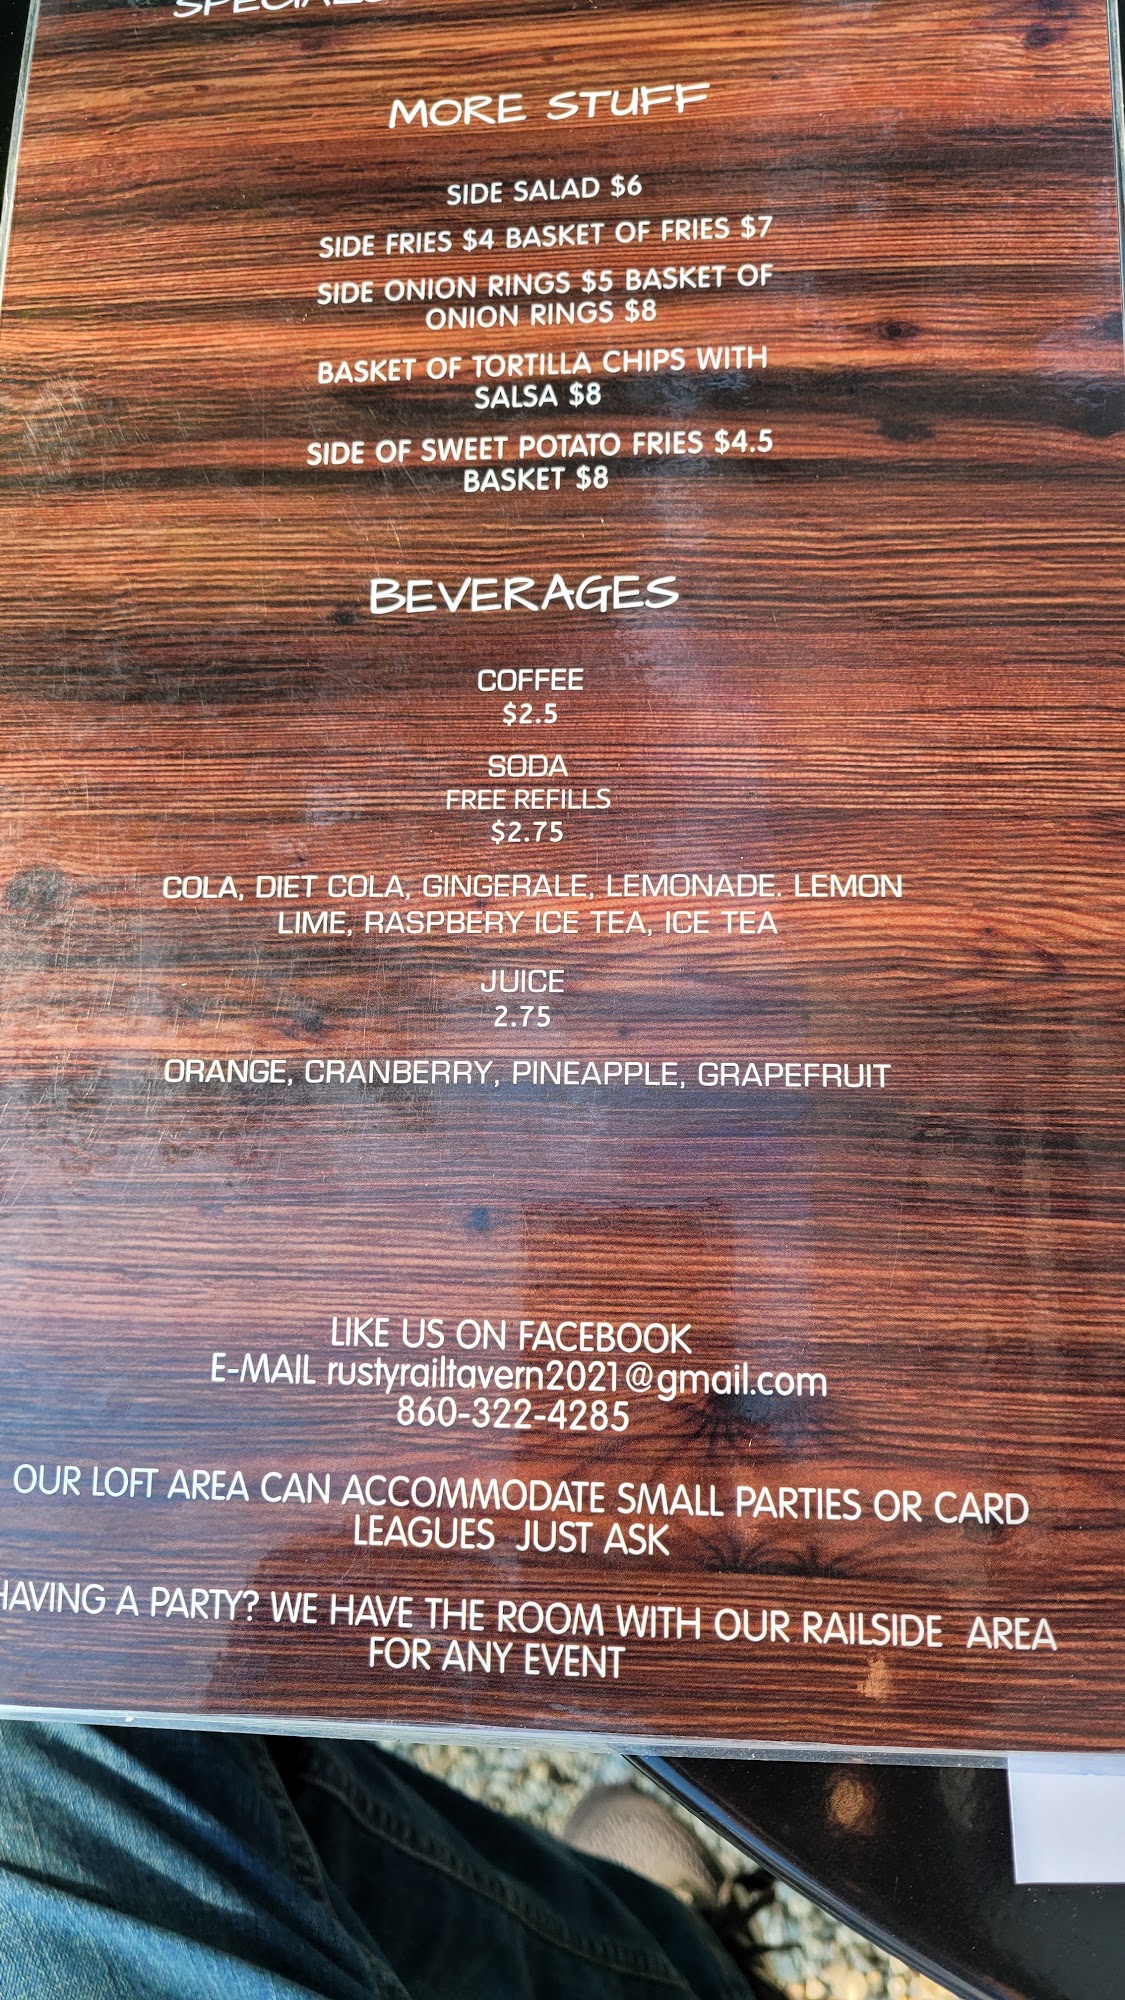 SPECIALS
MORE STUFF
SIDE SALAD $6
SIDE FRIES $4 BASKET OF FRIES $7
SIDE ONION RINGS $5 BASKET OF
ONION RINGS $8
BASKET OF TORTILLA CHIPS WITH
SALSA $8
SIDE OF SWEET POTATO FRIES $4.5
BASKET $8
BEVERAGES
COFFEE
$2.5
SODA
FREE REFILLS
$2.75
COLA, DIET COLA, GINGERALE, LEMONADE. LEMON
LIME, RASPBERY ICE TEA, ICE TEA
JUICE
2.75
ORANGE, CRANBERRY, PINEAPPLE, GRAPEFRUIT
LIKE US ON FACEBOOK
E-MAIL rustyrailtavern2021@gmail.com
860-322-4285
OUR LOFT AREA CAN ACCOMMODATE SMALL PARTIES OR CARD
LEAGUES JUST ASK
HAVING A PARTY? WE HAVE THE ROOM WITH OUR RAILSIDE AREA
FOR ANY EVENT